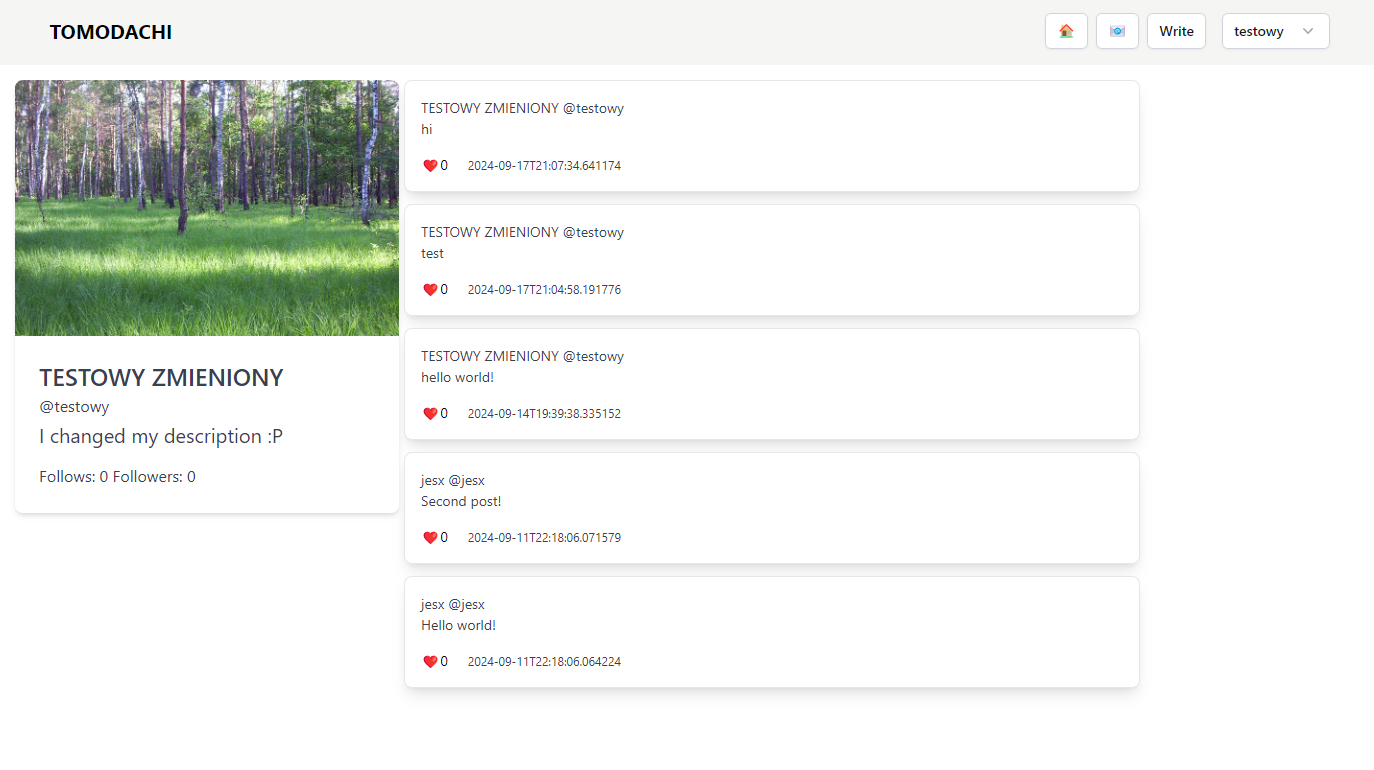 TOMODACHI
Write
testowy
TESTOWY ZMIENIONY
@testowy
I changed my description :P
Follows: 0 Followers: 0
TESTOWY ZMIENIONY @testowy
hi
0 2024-09-17T21:07:34.641174
TESTOWY ZMIENIONY @testowy
test
0 2024-09-17T21:04:58.191776
TESTOWY ZMIENIONY @testowy
hello world!
0 2024-09-14T19:39:38.335152
jesx @jesx
Second post!
0 2024-09-11T22:18:06.071579
jesx @jesx
Hello world!
0 2024-09-11T22:18:06.064224